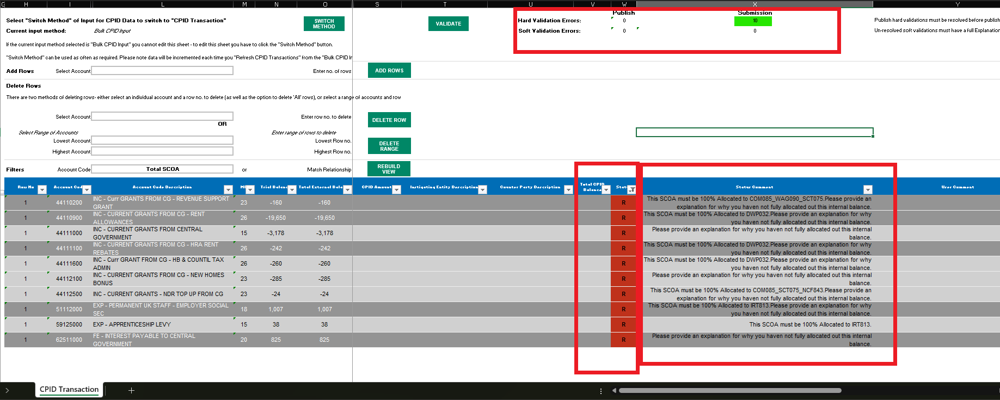 G H I L M N O S T U V W X Y
Publish Submission
Select "Switch Method" of Input for CPID Data to switch to "CPID Transaction"
SWITCH
METHOD
VALIDATE
Hard Validation Errors: 0 10
Publish hard validations must be resolved before publish
Current input method: Bulk CPID Input
Soft Validation Errors: 0 0
Un-resolved soft validations must have a full Explanation
If the current input method selected is "Bulk CPID Input" you cannot edit this sheet - to edit this sheet you have to click the "Switch Method" button.
"Switch Method" can be used as often as required. Please note data will be incremented each time you "Refresh CPID Transactions" from the "Bulk CPID Ir
Add Rows Select Account Enter no. of rows ADD ROWS
Delete Rows
There are two methods of deleting rows- either select an individual account and a row no. to delete (as well as the option to delete 'All' rows), or select a range of accounts and row
Select Account Enter row no. to delete DELETE ROW
OR
Select Range of Accounts Enter range of rows to delete
Lowest Account Lowest Row no.
DELETE
RANGE
Highest Account Highest Row no.
Filters Account Code Total SCOA or Match Relationship
REBUILD
VIEW
Row No Account Cod Account Code Description M Trial Balanc Total External Balan CPID Amount Instigating Entity Description Counter Party Description Total CPID
Balance Stat Status Comment User Comment
1 44110200 INC - Curr GRANTS FROM CG - REVENUE SUPPORT
GRANT 23 -160 -160 R This SCOA must be 100% Allocated to COM085_WAG090_SCT075.Please provide an
explanation for why you haven not fully allocated out this internal balance.
1 44110900 INC - CURRENT GRANTS FROM CG - RENT
ALLOWANCES 26 -19,650 -19,650 R This SCOA must be 100% Allocated to DWP032.Please provide an explanation for why
you haven not fully allocated out this internal balance.
1 44111000 INC - CURRENT GRANTS FROM CENTRAL
GOVERNMENT 15 -3,178 -3,178 R Please provide an explanation for why you haven not fully allocated out this internal
balance.
1 44111100 INC - CURRENT GRANTS FROM CG - HRA RENT
REBATES 26 -242 -242 R This SCOA must be 100% Allocated to DWP032.Please provide an explanation for why
you haven not fully allocated out this internal balance.
1 44111600 INC - Curr GRANT FROM CG - HB & COUNTIL TAX
ADMIN 26 -260 -260 R This SCOA must be 100% Allocated to DWP032.Please provide an explanation for why
you haven not fully allocated out this internal balance.
1 44112100 INC - CURRENT GRANTS FROM CG - NEW HOMES
BONUS 23 -285 -285 R Please provide an explanation for why you haven not fully allocated out this internal
balance.
1 44112500 INC - CURRENT GRANTS - NDR TOP UP FROM CG 23 -24 -24 R This SCOA must be 100% Allocated to COM085_SCT075_NCF843.Please provide an
explanation for why you haven not fully allocated out this internal balance.
1 51112000 EXP - PERMANENT UK STAFF - EMPLOYER SOCIAL
SEC 18 1,007 1,007 R This SCOA must be 100% Allocated to IRT813.Please provide an explanation for why
you haven not fully allocated out this internal balance.
1 59125000 EXP - APPRENTICESHIP LEVY 15 38 38 R This SCOA must be 100% Allocated to IRT813.
1 62511000 FE - INTEREST PAYABLE TO CENTRAL
GOVERNMENT 20 825 825 R Please provide an explanation for why you haven not fully allocated out this internal
balance.
CPID Transaction